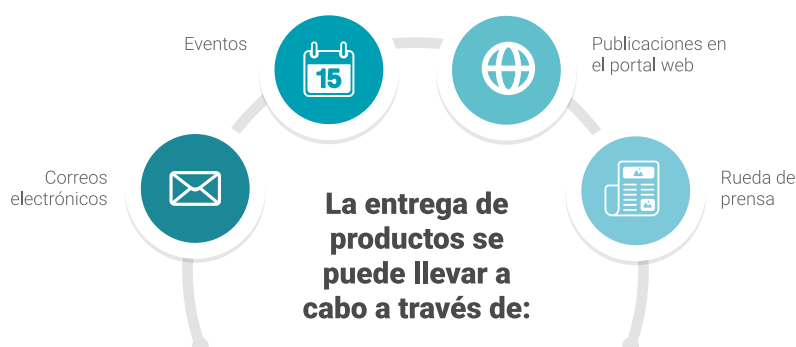 Eventos
15
Publicaciones en
el portal web
Correos
electrónicos
Rueda de
prensa
La entrega de
productos se
puede llevar a
cabo a través de: